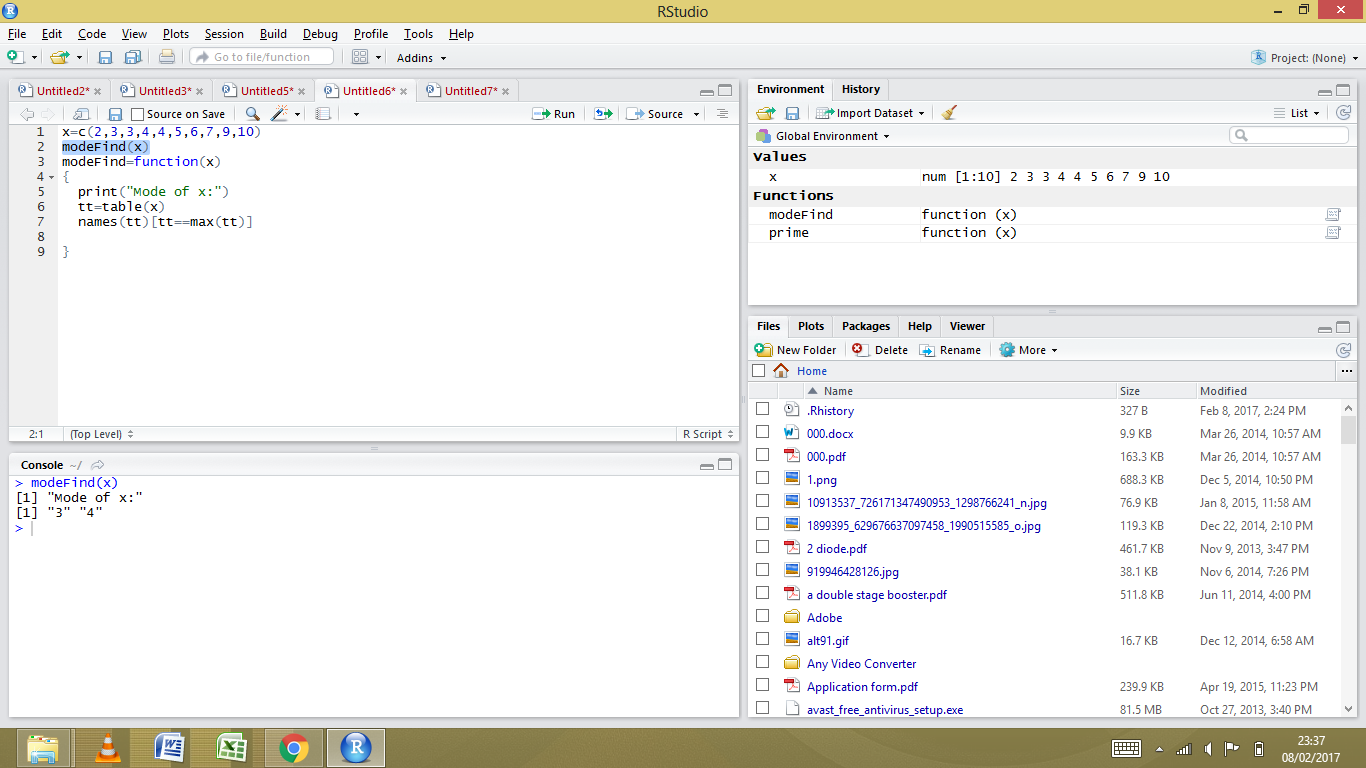 RStudio
File Edit Code View Plots Session Build Debug Profile Tools Help
Go to file/function Addins Project: (None)
Untitled2* Untitled3* Untitled5* Untitled6* Untitled7*
Source on Save Run Source
1 x=c(2,3,3,4,4,5,6,7,9,10)
2 modeFind(x)
3 modeFind=function(x)
4 {
5 print("Mode of x:")
6 tt=table(x)
7 names(tt)[tt==max(tt)]
8
9 }
2:1 (Top Level) R Script
Console ~/
> modeFind(x)
[1] "Mode of x:"
[1] "3" "4"
>
Environment History
Import Dataset List
Global Environment
Values
x num [1:10] 2 3 3 4 4 5 6 7 9 10
Functions
modeFind function (x)
prime function (x)
Files Plots Packages Help Viewer
New Folder Delete Rename More
Home ...
Name Size Modified
.Rhistory 327 B Feb 8, 2017, 2:24 PM
000.docx 9.9 KB Mar 26, 2014, 10:57 AM
000.pdf 163.3 KB Mar 26, 2014, 10:57 AM
1.png 688.3 KB Dec 5, 2014, 10:50 PM
10913537_726171347490953_1298766241_n.jpg 76.9 KB Jan 8, 2015, 11:58 AM
1899395_629676637097458_1990515585_o.jpg 119.3 KB Dec 22, 2014, 2:10 PM
2 diode.pdf 461.7 KB Nov 9, 2013, 3:47 PM
919946428126.jpg 38.1 KB Nov 6, 2014, 7:26 PM
a double stage booster.pdf 511.8 KB Jun 11, 2014, 4:00 PM
Adobe
alt91.gif 16.7 KB Dec 12, 2014, 6:58 AM
Any Video Converter
Application form.pdf 239.9 KB Apr 19, 2015, 11:23 PM
avast_free_antivirus_setup.exe 81.5 MB Oct 27, 2013, 3:40 PM
23:37
08/02/2017